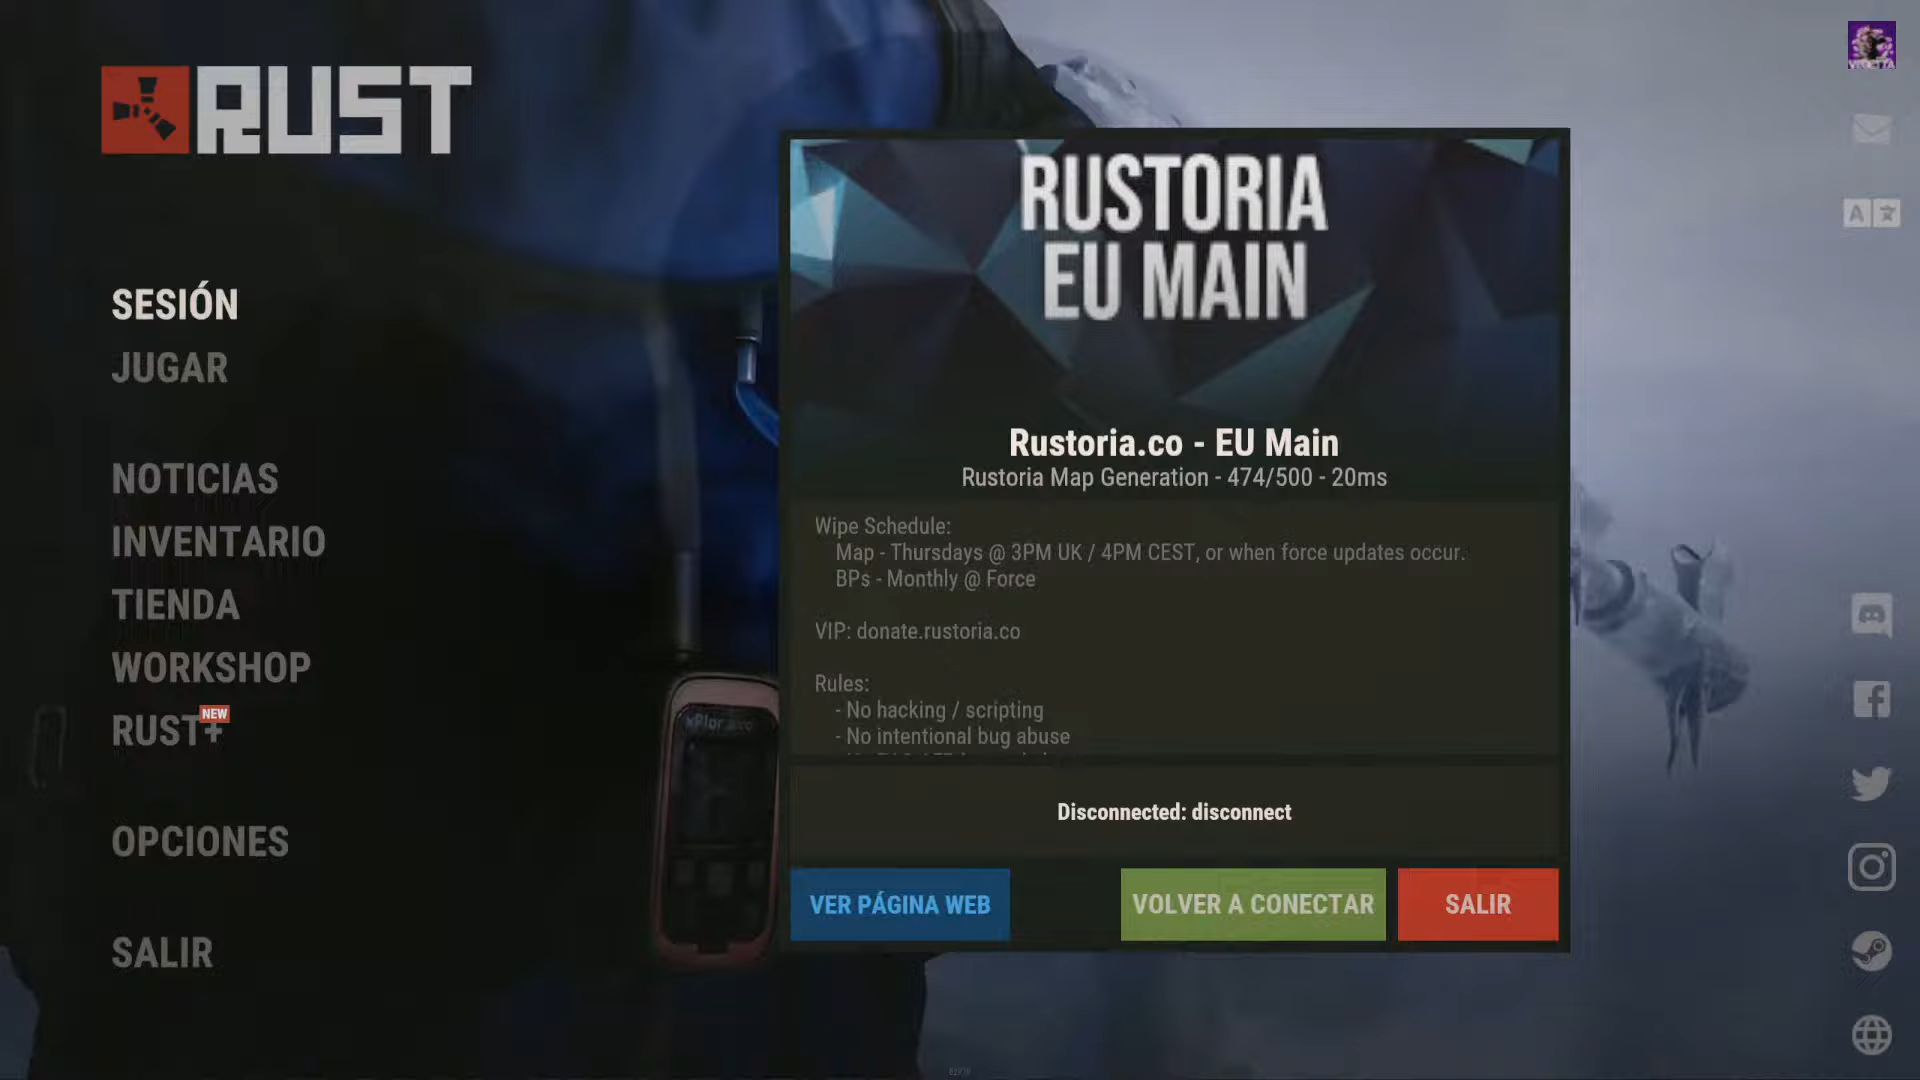 RUST
SESIÓN
JUGAR
NOTICIAS
INVENTARIO
TIENDA
WORKSHOP
RUST+
NEW
OPCIONES
SALIR
RUSTORIA
EU MAIN
Rustoria.co - EU Main
Rustoria Map Generation - 474/500 - 20ms
Wipe Schedule:
Map - Thursdays @ 3PM UK / 4PM CEST, or when force updates occur.
BPs - Monthly @ Force
VIP: donate.rustoria.co
Rules:
- No hacking / scripting
- No intentional bug abuse
Disconnected: disconnect
VER PÁGINA WEB
VOLVER A CONECTAR
SALIR
A